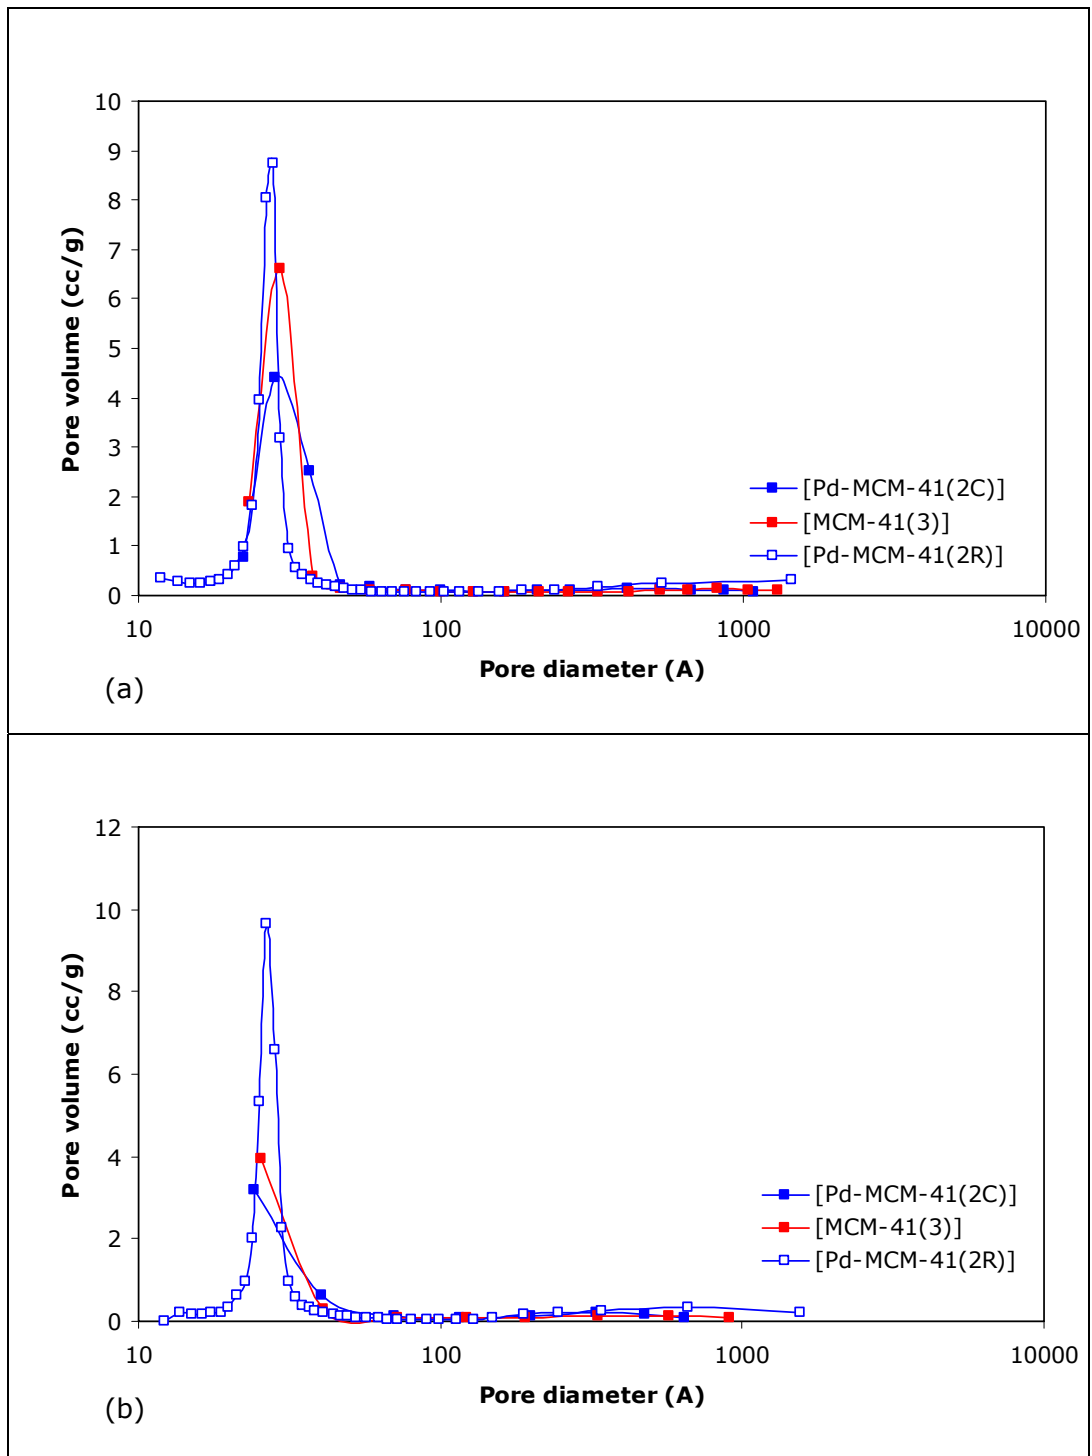 10
9
8
7
6
5
4
3
2
1
0
Pore volume (cc/g)
[Pd-MCM-41(2C)]
[MCM-41(3)]
[Pd-MCM-41(2R)]
10 100 1000 10000
Pore diameter (A)
(a)
12
10
8
6
4
2
0
Pore volume (cc/g)
[Pd-MCM-41(2C)]
[MCM-41(3)]
[Pd-MCM-41(2R)]
10 100 1000 10000
Pore diameter (A)
(b)